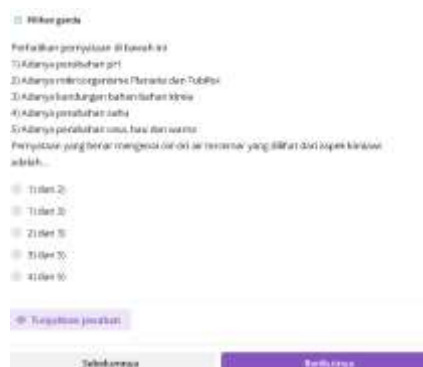 Pilihan ganda
Perhatikan pernyataan di bawah ini
1) Adanya perubahan pH
2) Adanya mikroorganisme Planaria dan Tubifex
3) Adanya kandungan bahan-bahan kimia
4) Adanya perubahan suhu
5) Adanya perubahan rasa, bau dan warna
Pernyataan yang benar mengenai ciri-ciri air tercemar yang dilihat dari aspek kimiawi
adalah...
1) dan 2)
1) dan 3)
2) dan 3)
4) dan 5)
Tunjukkan jawaban
Sebelumnya
Berikutnya